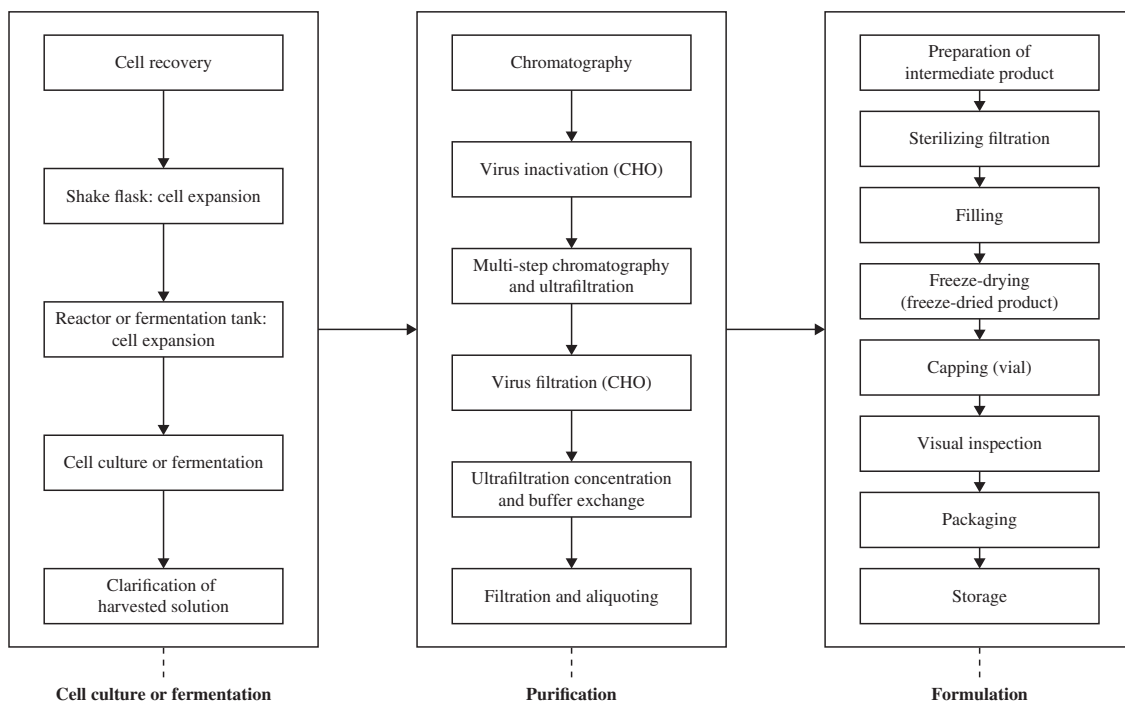 Cell recovery
Shake flask: cell expansion
Reactor or fermentation tank:
cell expansion
Cell culture or fermentation
Clarification of
harvested solution
Cell culture or fermentation
Chromatography
Virus inactivation (CHO)
Multi-step chromatography
and ultrafiltration
Virus filtration (CHO)
Ultrafiltration concentration
and buffer exchange
Filtration and aliquoting
Purification
Preparation of
intermediate product
Sterilizing filtration
Filling
Freeze-drying
(freeze-dried product)
Capping (vial)
Visual inspection
Packaging
Storage
Formulation